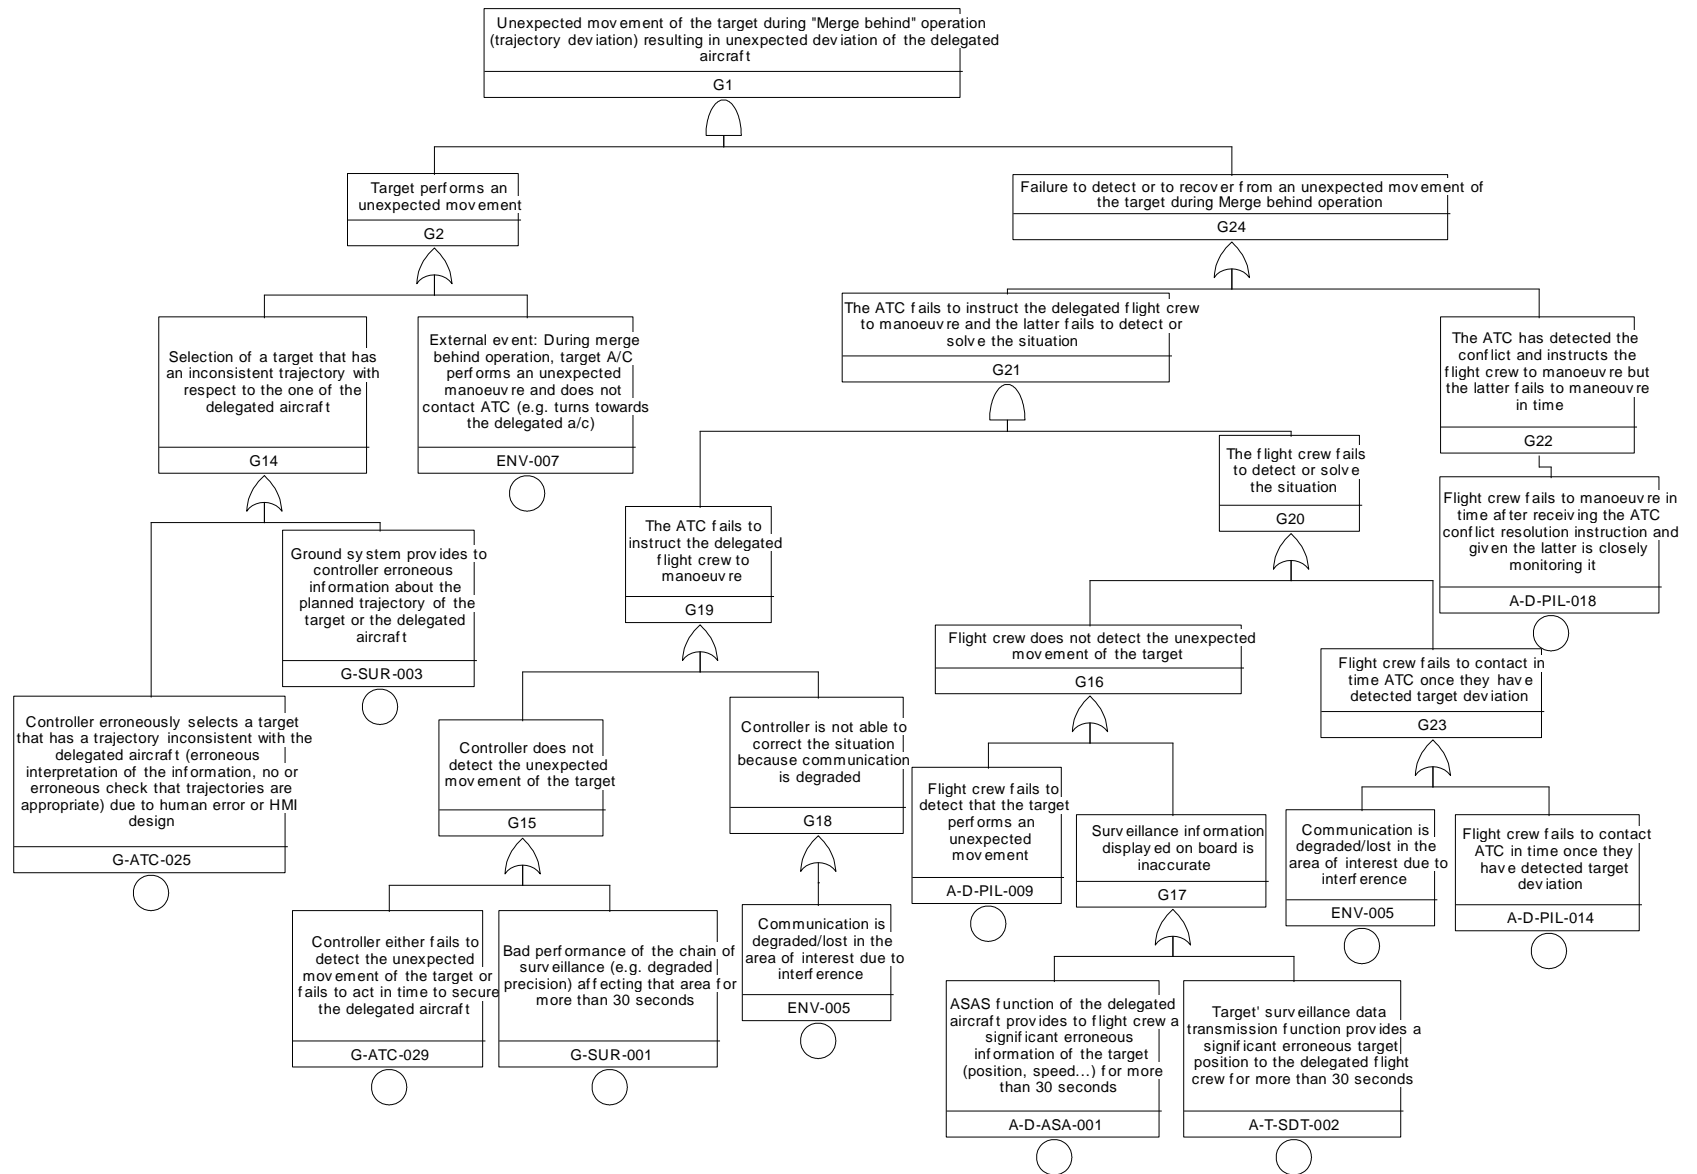 Unexpected movement of the target during "Merge behind" operation
(trajectory deviation) resulting in unexpected deviation of the delegated
aircraft
G1
Target performs an
unexpected movement
G2
Failure to detect or to recover from an unexpected movement of
the target during Merge behind operation
G24
Selection of a target that has
an inconsistent trajectory with
respect to the one of the
delegated aircraft
G14
External event: During merge
behind operation, target A/C
performs an unexpected
manoeuvre and does not
contact ATC (e.g. turns towards
the delegated a/c)
ENV-007
The ATC fails to instruct the delegated flight crew
to manoeuvre and the latter fails to detect or
solve the situation
G21
The ATC has detected the
conflict and instructs the
flight crew to manoeuvre but
the latter fails to maneouvre
in time
G22
Ground system provides to
controller erroneous
information about the
planned trajectory of the
target or the delegated
aircraft
G-SUR-003
The ATC fails to
instruct the delegated
flight crew to
manoeuvre
G19
The flight crew fails
to detect or solve
the situation
G20
Flight crew fails to manoeuvre in
time after receiving the ATC
conflict resolution instruction and
given the latter is closely
monitoring it
A-D-PIL-018
Controller erroneously selects a target
that has a trajectory inconsistent with the
delegated aircraft (erroneous
interpretation of the information, no or
erroneous check that trajectories are
appropriate) due to human error or HMI
design
G-ATC-025
Controller does not
detect the unexpected
movement of the target
G15
Controller is not able to
correct the situation
because communication
is degraded
G18
Flight crew does not detect the unexpected
movement of the target
G16
Flight crew fails to contact in
time ATC once they have
detected target deviation
G23
Flight crew fails to
detect that the target
performs an
unexpected
movement
A-D-PIL-009
Surveillance information
displayed on board is
inaccurate
G17
Communication is
degraded/lost in the
area of interest due to
interference
ENV-005
Flight crew fails to contact
ATC in time once they
have detected target
deviation
A-D-PIL-014
Controller either fails to
detect the unexpected
movement of the target or
fails to act in time to secure
the delegated aircraft
G-ATC-029
Bad performance of the chain of
surveillance (e.g. degraded
precision) affecting that area for
more than 30 seconds
G-SUR-001
Communication is
degraded/lost in the
area of interest due to
interference
ENV-005
ASAS function of the delegated
aircraft provides to flight crew a
significant erroneous
information of the target
(position, speed...) for more
than 30 seconds
A-D-ASA-001
Target' surveillance data
transmission function provides a
significant erroneous target
position to the delegated flight
crew for more than 30 seconds
A-T-SDT-002